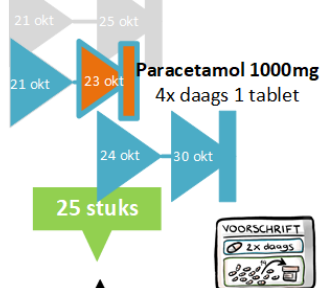 21 okt
25 okt
21 okt
23 okt
Paracetamol 1000mg
4x daags 1 tablet
24 okt
30 okt
25 stuks
VOORSCHRIFT
2x daags